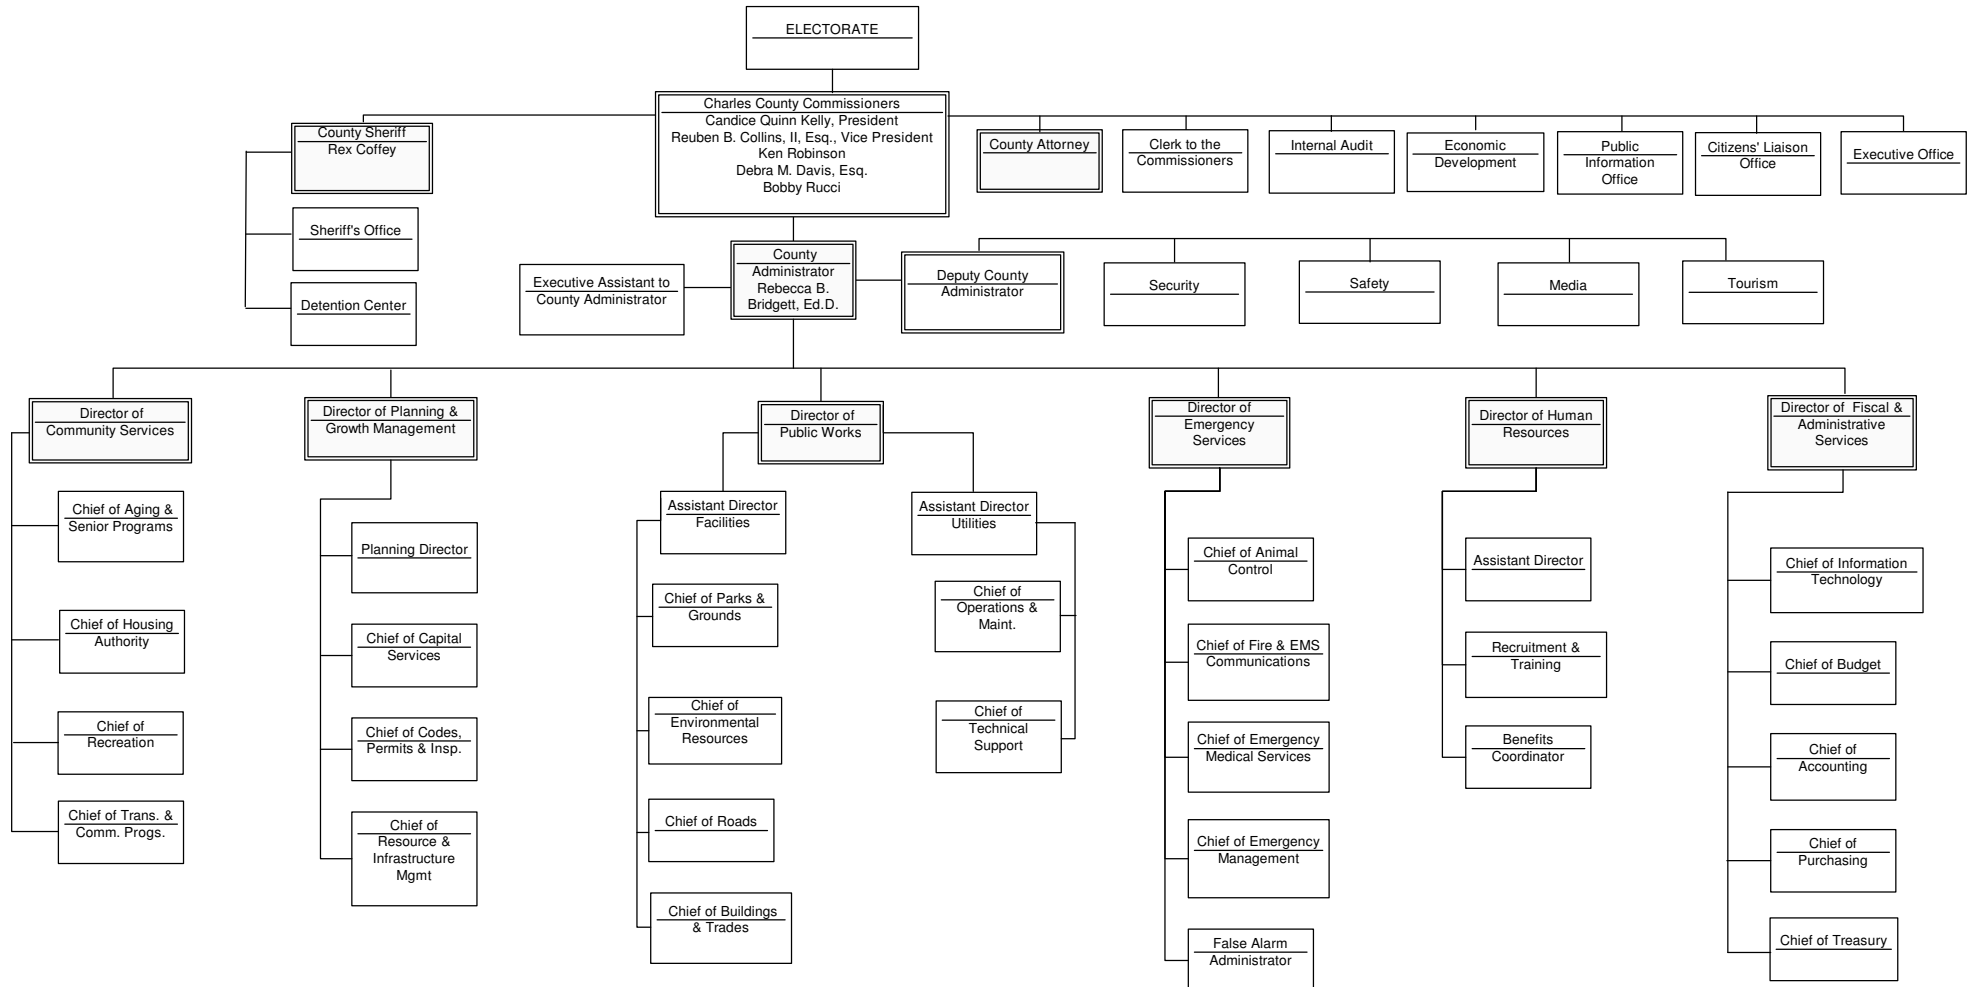 ELECTORATE
Charles County Commissioners
Candice Quinn Kelly, President
Reuben B. Collins, II, Esq., Vice President
Ken Robinson
Debra M. Davis, Esq.
Bobby Rucci
County Sheriff
Rex Coffey
Sheriff's Office
Detention Center
County Attorney
Clerk to the
Commissioners
Internal Audit
Economic
Development
Public
Information
Office
Citizens' Liaison
Office
Executive Office
Executive Assistant to
County Administrator
County
Administrator
Rebecca B.
Bridgett, Ed.D.
Deputy County
Administrator
Security
Safety
Media
Tourism
Director of
Community Services
Chief of Aging &
Senior Programs
Chief of Housing
Authority
Chief of
Recreation
Chief of Trans. &
Comm. Progs.
Director of Planning &
Growth Management
Planning Director
Chief of Capital
Services
Chief of Codes,
Permits & Insp.
Chief of
Resource &
Infrastructure
Mgmt
Director of
Public Works
Assistant Director
Facilities
Chief of Parks &
Grounds
Chief of
Environmental
Resources
Chief of Roads
Chief of Buildings
& Trades
Assistant Director
Utilities
Chief of
Operations &
Maint.
Chief of
Technical
Support
Director of
Emergency
Services
Chief of Animal
Control
Chief of Fire & EMS
Communications
Chief of Emergency
Medical Services
Chief of Emergency
Management
False Alarm
Administrator
Director of Human
Resources
Assistant Director
Recruitment &
Training
Benefits
Coordinator
Director of Fiscal &
Administrative
Services
Chief of Information
Technology
Chief of Budget
Chief of
Accounting
Chief of
Purchasing
Chief of Treasury